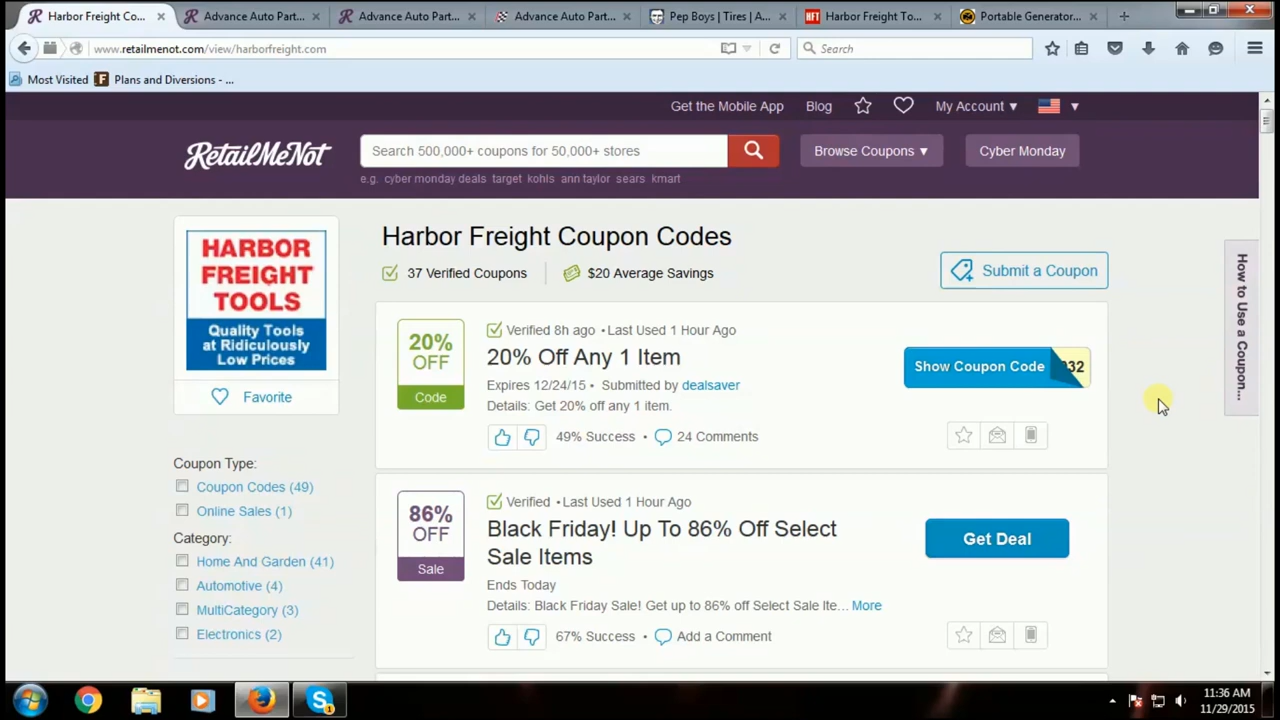 Harbor Freight Co...
Advance Auto Part...
Advance Auto Part...
Advance Auto Part...
Pep Boys | Tires | A...
HFT
Harbor Freight To...
Portable Generator...
www.retailmenot.com/view/harborfreight.com
Search
Most Visited
Plans and Diversions - ...
Get the Mobile App
Blog
My Account
RetailMeNot
Search 500,000+ coupons for 50,000+ stores
Browse Coupons
Cyber Monday
e.g. cyber monday deals target kohls ann taylor sears kmart
HARBOR
FREIGHT
TOOLS
Quality Tools
at Ridiculously
Low Prices
Favorite
Coupon Type:
Coupon Codes (49)
Online Sales (1)
Category:
Home And Garden (41)
Automotive (4)
MultiCategory (3)
Electronics (2)
Harbor Freight Coupon Codes
37 Verified Coupons
$20 Average Savings
Submit a Coupon
20%
OFF
Code
Verified 8h ago • Last Used 1 Hour Ago
20% Off Any 1 Item
Expires 12/24/15 • Submitted by dealsaver
Details: Get 20% off any 1 item.
49% Success • 24 Comments
Show Coupon Code
32
86%
OFF
Sale
Verified • Last Used 1 Hour Ago
Black Friday! Up To 86% Off Select
Sale Items
Ends Today
Details: Black Friday Sale! Get up to 86% off Select Sale Ite... More
67% Success • Add a Comment
Get Deal
How to Use a Coupon...
11:36 AM
11/29/2015